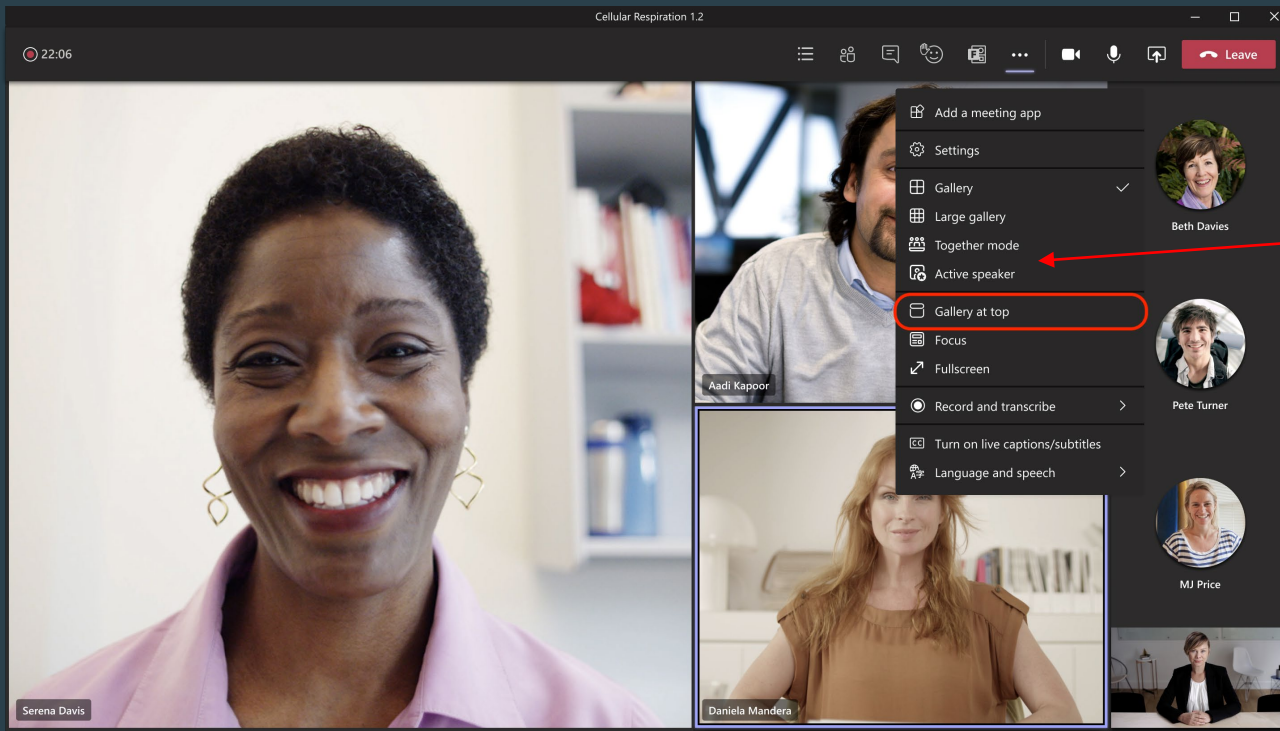 Cellular Respiration 1.2
22:06
Leave
Add a meeting app
Settings
Gallery
Large gallery
Together mode
Active speaker
Gallery at top
Focus
Fullscreen
Record and transcribe
CC Turn on live captions/subtitles
Language and speech
Beth Davies
Aadi Kapoor
Pete Turner
MJ Price
Serena Davis
Daniela Mandera